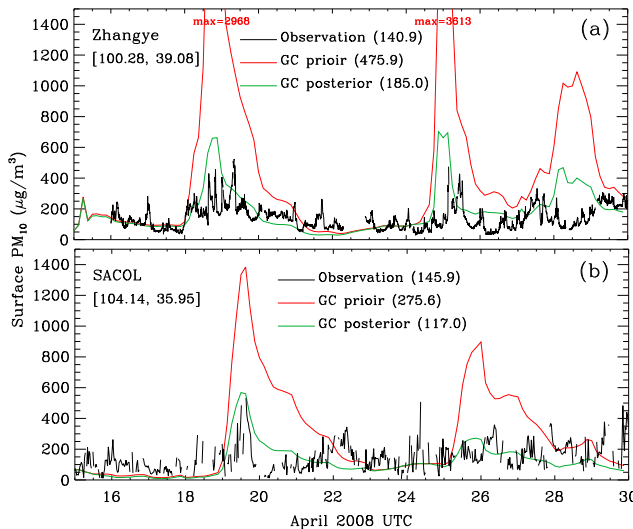 max=2968
max=3613
1400
1200
1000
800
600
400
200
0
Zhangye
[100.28, 39.08]
Observation (140.9)
GC prioir (475.9)
GC posterior (185.0)
(a)
Surface PM10 (μg/m3)
1400
1200
1000
800
600
400
200
0
SACOL
[104.14, 35.95]
Observation (145.9)
GC prioir (275.6)
GC posterior (117.0)
(b)
16 18 20 22 24 26 28 30
April 2008 UTC